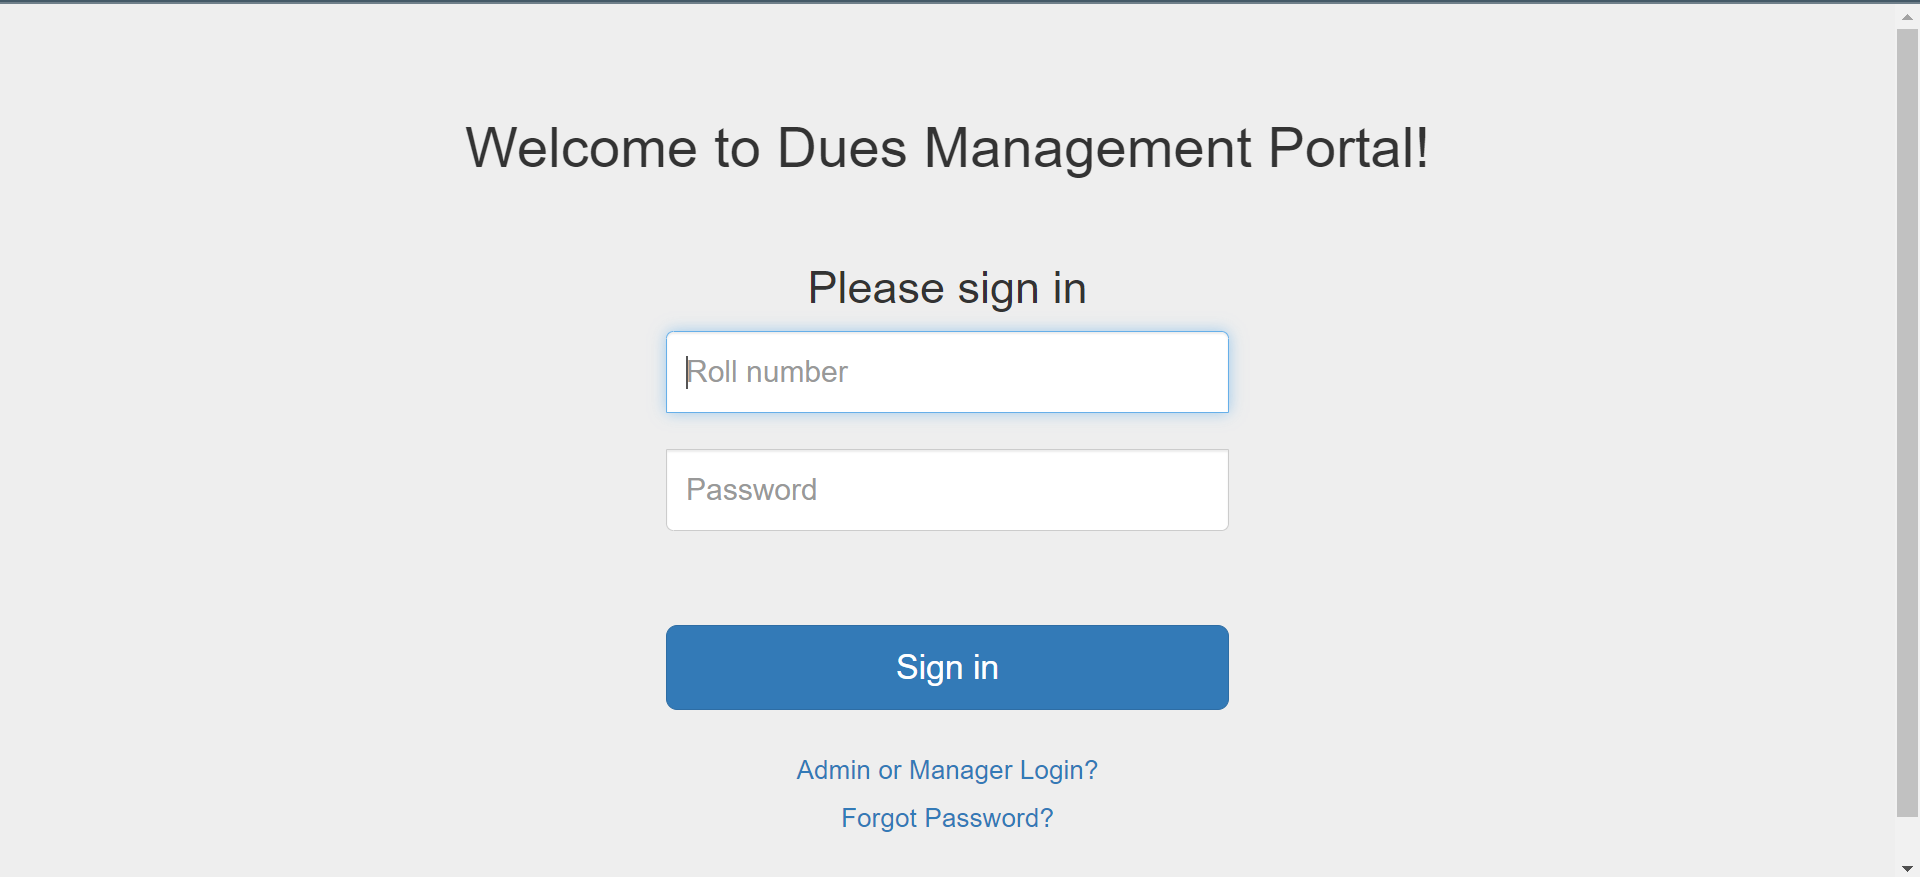 Welcome to Dues Management Portal!
Please sign in
Roll number
Password
Sign in
Admin or Manager Login?
Forgot Password?